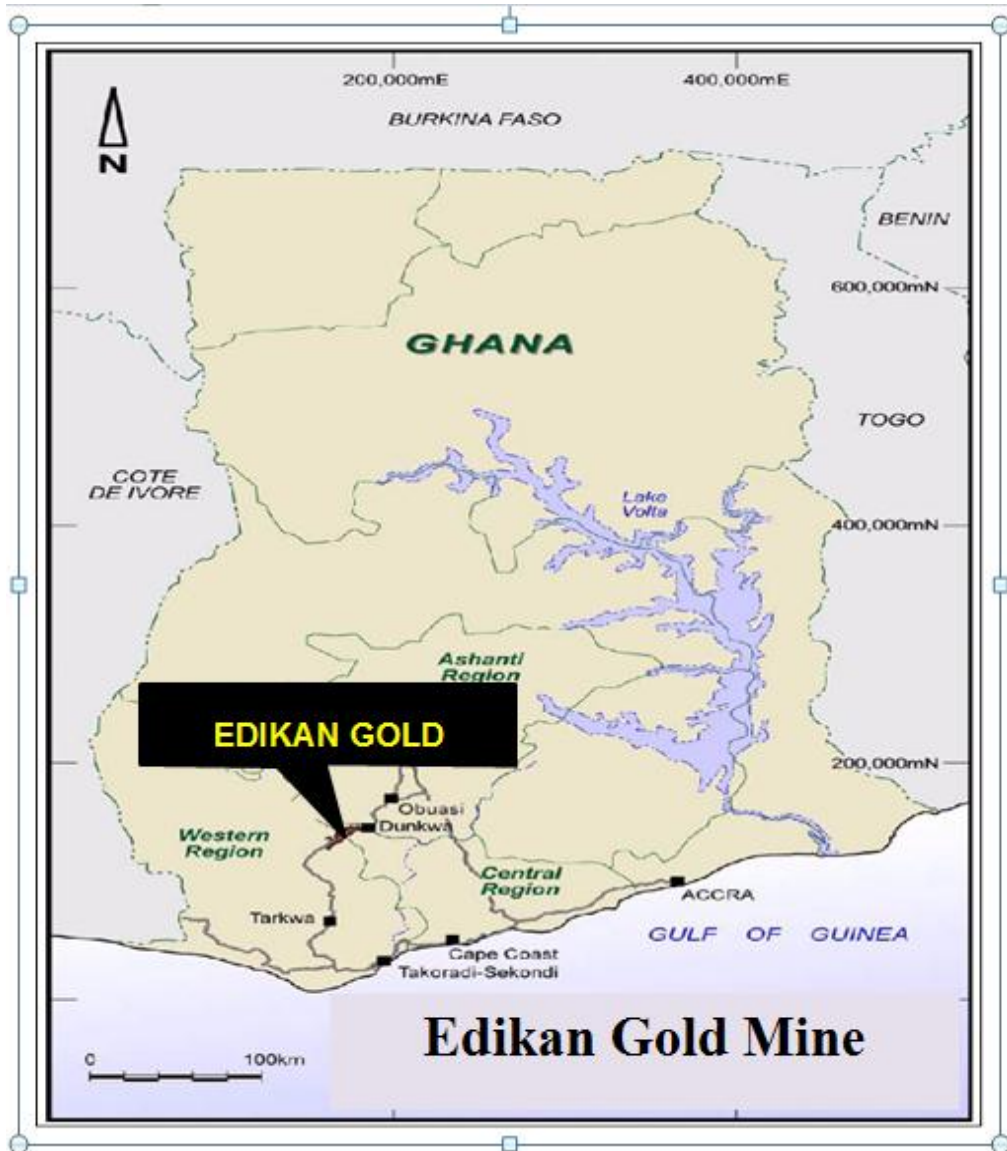 200,000mE
400,000mE
BURKINA FASO
N
BENIN
600,000mN
GHANA
TOGO
COTE
DE IVORE
Lake
Volta
400,000mN
Ashanti
Region
EDIKAN GOLD
200,000mN
Obuasi
Dunkwa
Western
Region
Central
Region
ACCRA
Tarkwa
GULF OF GUINEA
Cape Coast
Takoradi-Sekondi
Edikan Gold Mine
0
100km